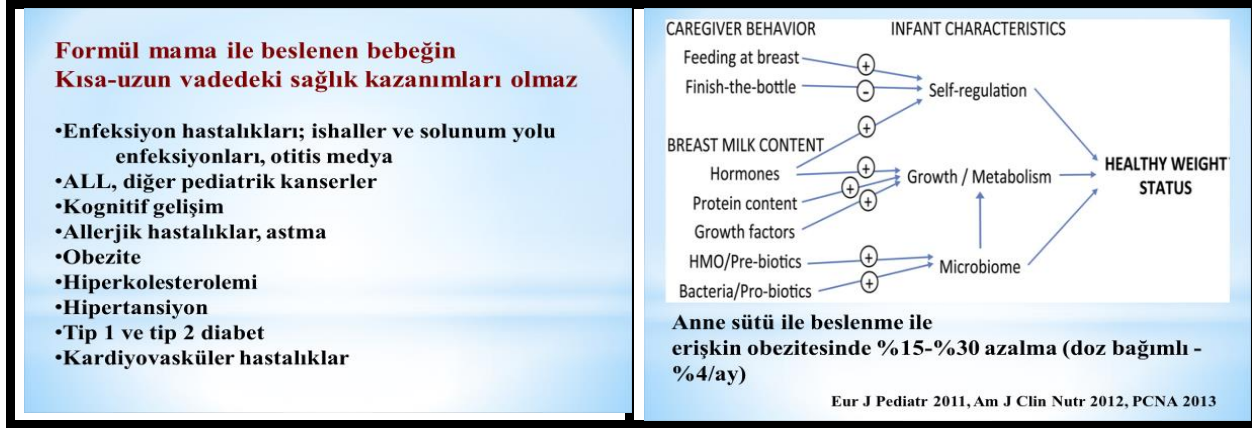 Formül mama ile beslenen bebeğin
Kısa-uzun vadedeki sağlık kazanımları olmaz
•Enfeksiyon hastalıkları; ishaller ve solunum yolu
enfeksiyonları, otitis medya
•ALL, diğer pediatrik kanserler
•Kognitif gelişim
•Allerjik hastalıklar, astma
•Obezite
•Hiperkolesterolemi
•Hipertansiyon
•Tip 1 ve tip 2 diabet
•Kardiyovasküler hastalıklar
CAREGIVER BEHAVIOR
INFANT CHARACTERISTICS
Feeding at breast
+
Finish-the-bottle
-
Self-regulation
+
BREAST MILK CONTENT
Hormones
+
Growth / Metabolism
HEALTHY WEIGHT
STATUS
Protein content
+
+
Growth factors
HMO/Pre-biotics
+
Microbiome
Bacteria/Pro-biotics
+
Anne sütü ile beslenme ile
erişkin obezitesinde %15-%30 azalma (doz bağımlı -
%4/ay)
Eur J Pediatr 2011, Am J Clin Nutr 2012, PCNA 2013